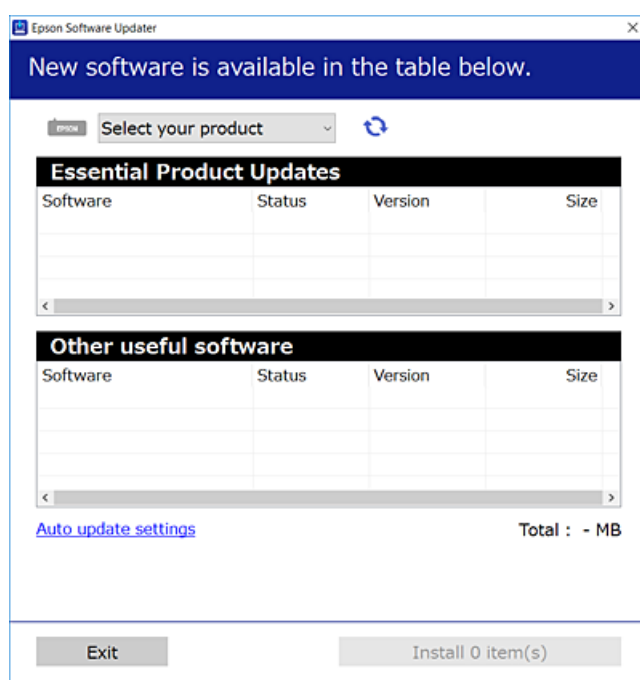 Epson Software Updater
New software is available in the table below.
EPSON Select your product
Essential Product Updates
Software Status Version Size
Other useful software
Software Status Version Size
Auto update settings Total : - MB
Exit Install 0 item(s)